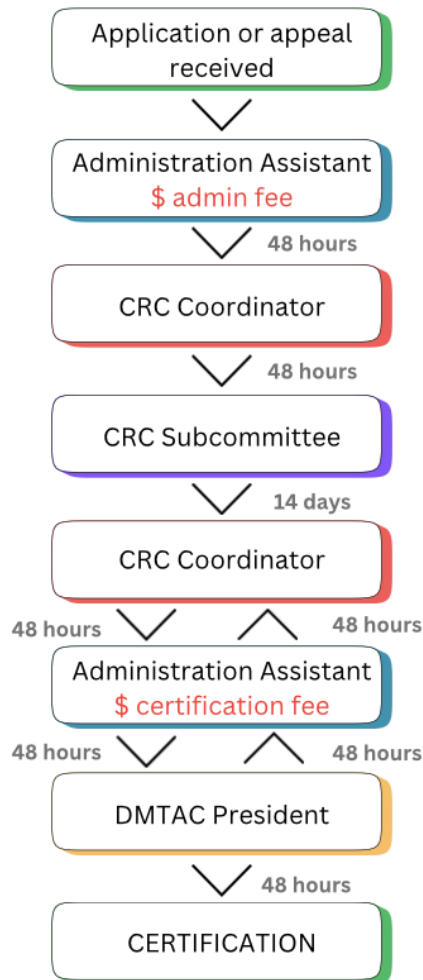 Application or appeal
received
Administration Assistant
$ admin fee
48 hours
CRC Coordinator
48 hours
CRC Subcommittee
14 days
CRC Coordinator
48 hours
48 hours
Administration Assistant
$ certification fee
48 hours
48 hours
DMTAC President
48 hours
CERTIFICATION